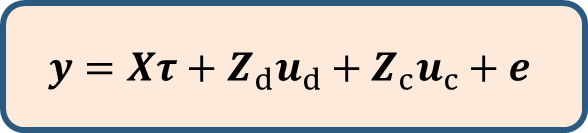 y = Xτ + Z_d u_d + Z_c u_c + e